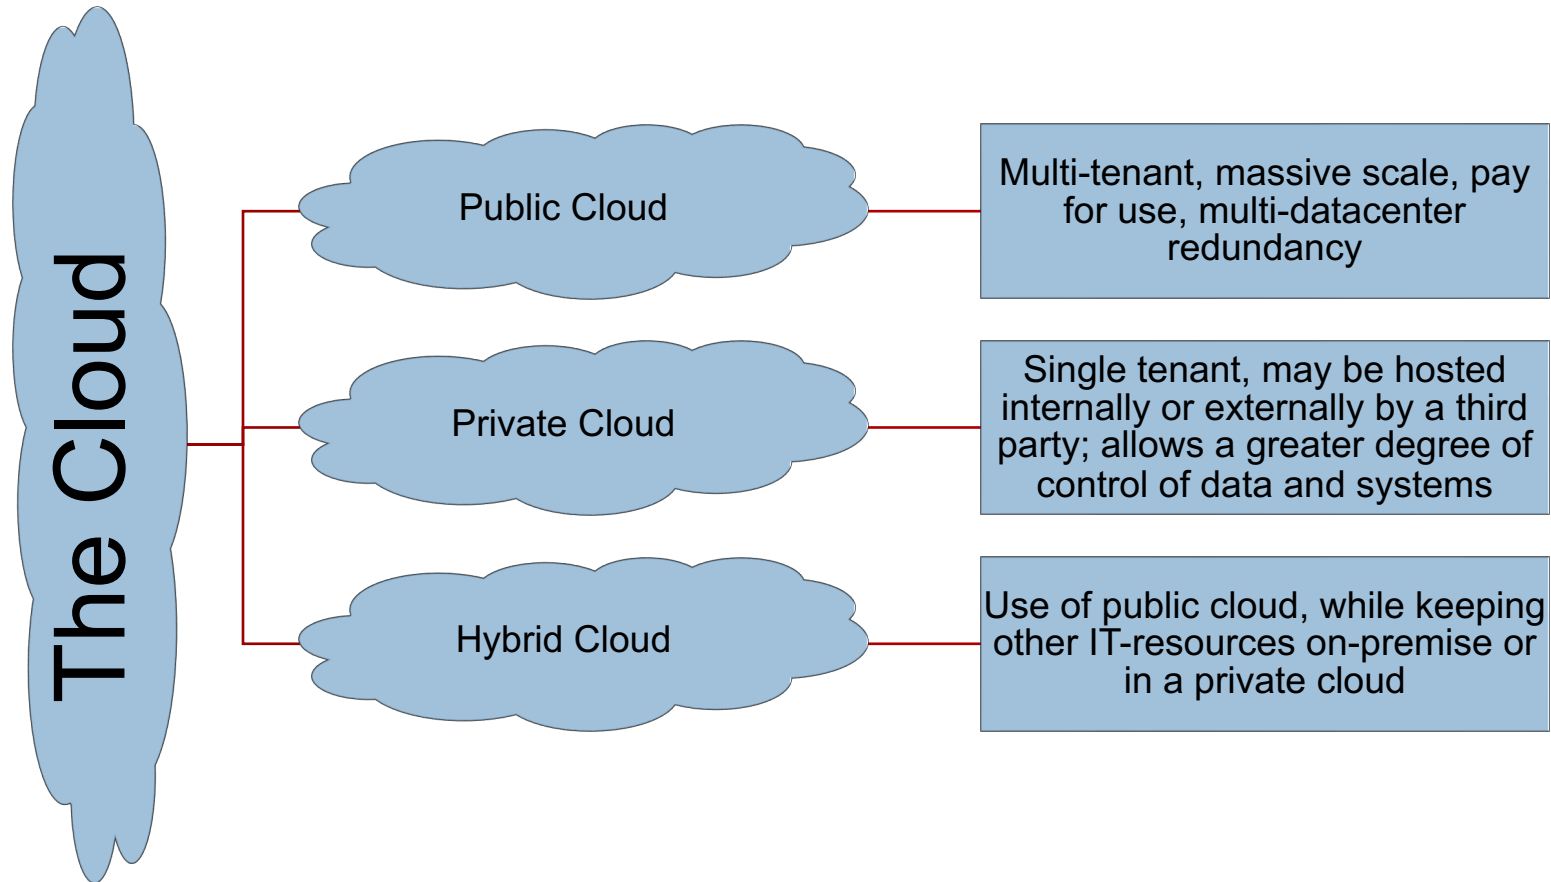 The Cloud
Public Cloud
Multi-tenant, massive scale, pay
for use, multi-datacenter
redundancy
Private Cloud
Single tenant, may be hosted
internally or externally by a third
party; allows a greater degree of
control of data and systems
Hybrid Cloud
Use of public cloud, while keeping
other IT-resources on-premise or
in a private cloud